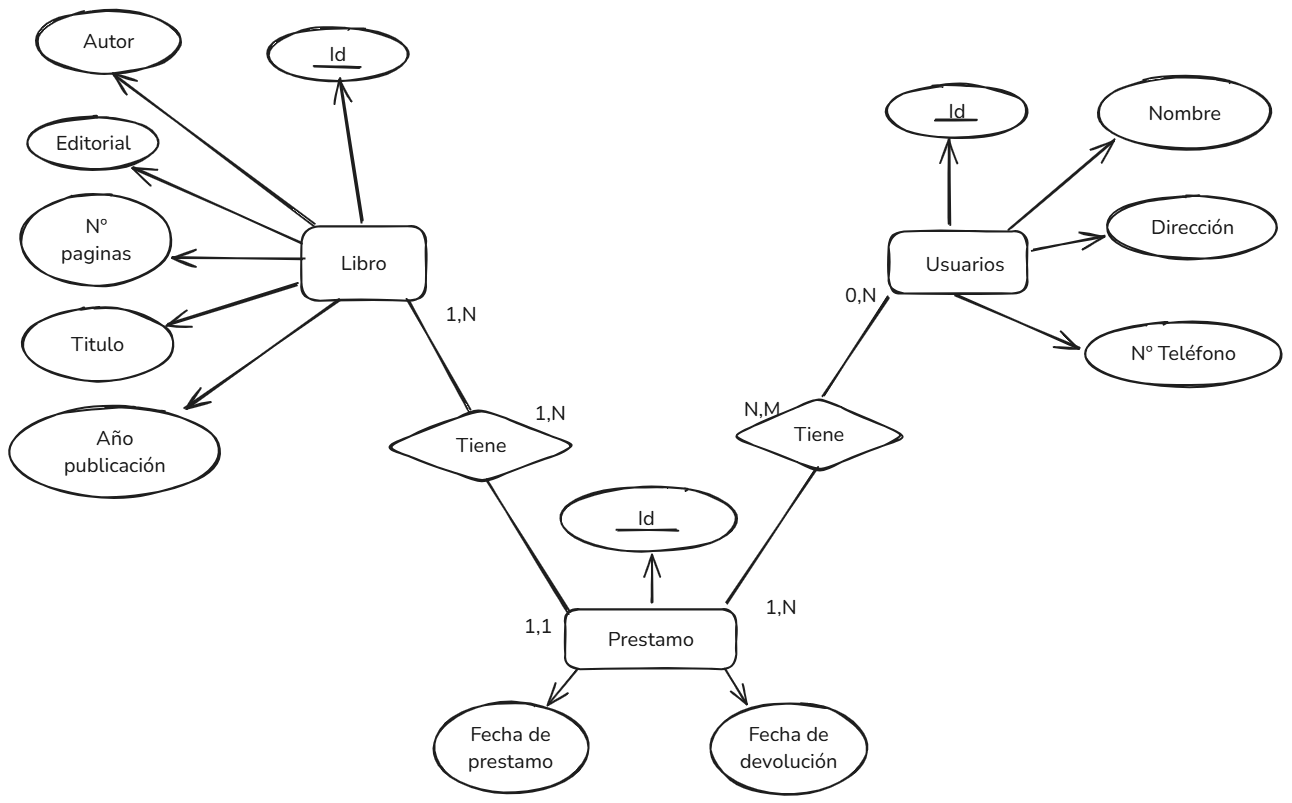 Autor
Id
Editorial
Nº
paginas
Titulo
Año
publicación
Libro
1,N
1,N
Tiene
1,1
Id
Nombre
Dirección
Nº Teléfono
Usuarios
0,N
N,M
Tiene
1,N
Id
Prestamo
Fecha de
prestamo
Fecha de
devolución